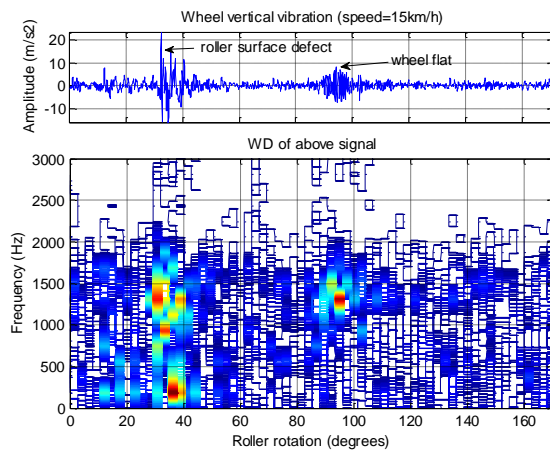 Wheel vertical vibration (speed=15km/h)
Amplitude (m/s2)
20
10
0
-10
roller surface defect
wheel flat
WD of above signal
Frequency (Hz)
3000
2500
2000
1500
1000
500
0
0 20 40 60 80 100 120 140 160
Roller rotation (degrees)